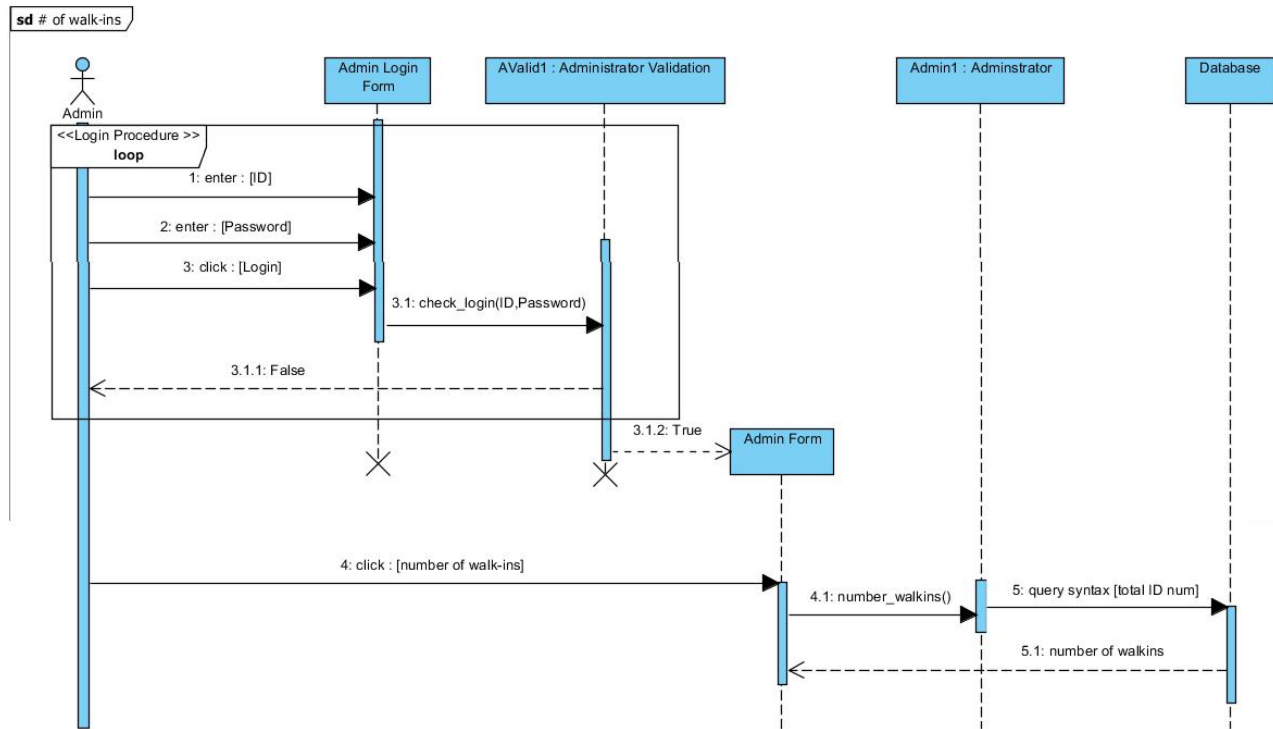 sd # of walk-ins
Admin
Admin Login
Form
AValid1 : Administrator Validation
Admin1 : Adminstrator
Database
<<Login Procedure >>
loop
1: enter : [ID]
2: enter : [Password]
3: click : [Login]
3.1: check_login(ID,Password)
3.1.1: False
3.1.2: True
Admin Form
4: click : [number of walk-ins]
4.1: number_walkins()
5: query syntax [total ID num]
5.1: number of walkins